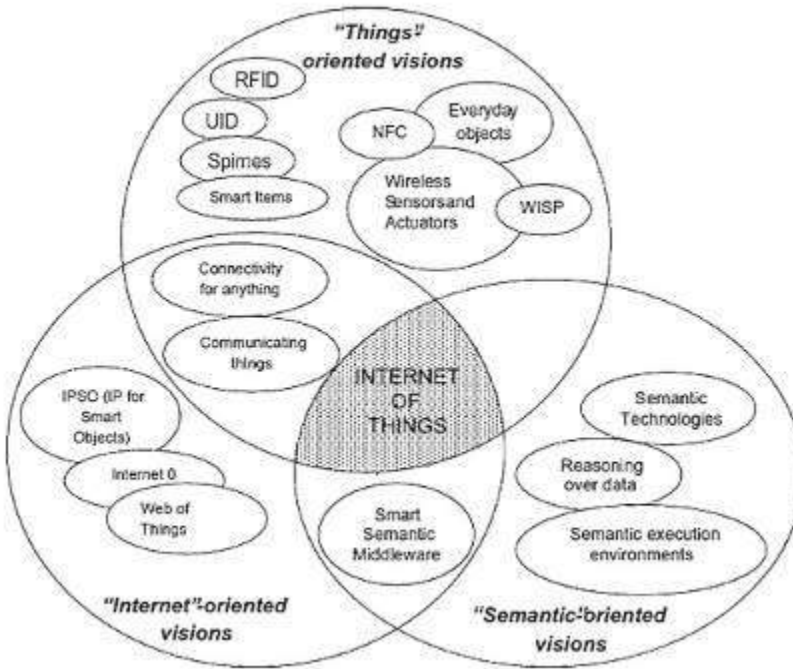 "Things"-
oriented visions
RFID
UID
Spimes
Smart Items
NFC
Everyday
objects
Wireless
Sensorsand
Actuators
WISP
Connectivity
for anything
Communicating
things
INTERNET
OF
THINGS
IPSO (IP for
Smart
Objects)
Internet 0
Web of
Things
Semantic
Technologies
Reasoning
over data
Semantic execution
environments
Smart
Semantic
Middleware
"Internet"-oriented
visions
"Semantic"-oriented
visions